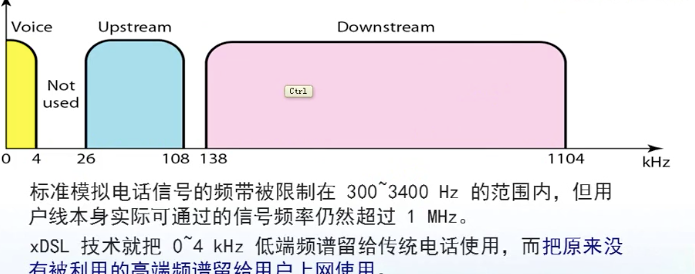 Voice Upstream Downstream
Not
used
Ctrl
0 4 26 108 138 1104 kHz
标准模拟电话信号的频带被限制在 300~3400 Hz 的范围内，但用
户线本身实际可通过的信号频率仍然超过 1 MHz。
xDSL 技术就把 0~4 kHz 低端频谱留给传统电话使用，而把原来没
有被利用的高端频谱留给用户上网使用。